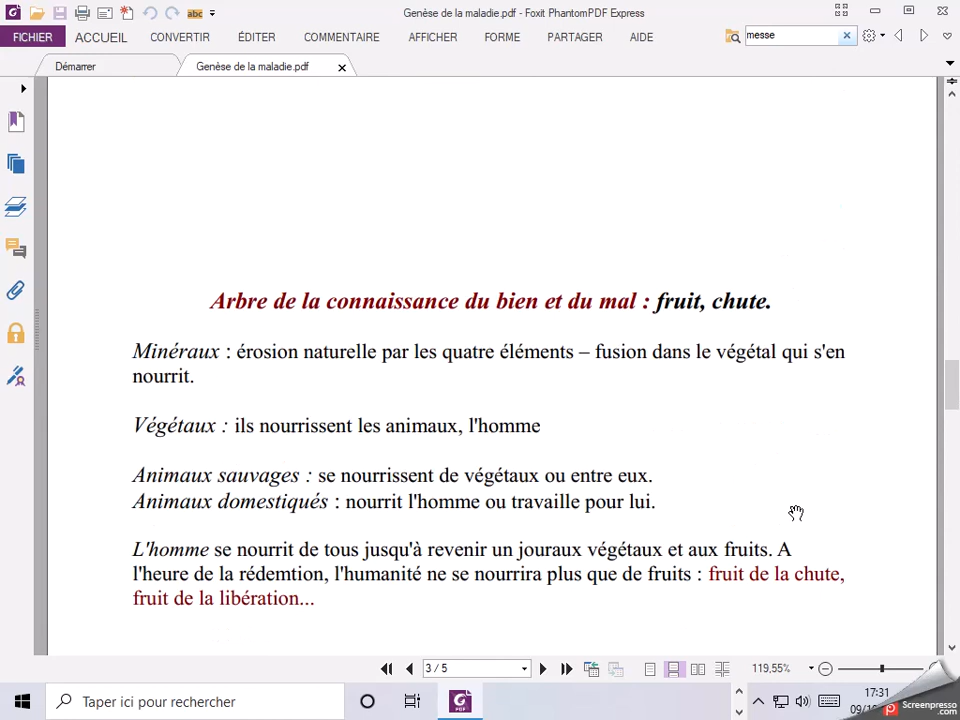 Genèse de la maladie.pdf - Foxit PhantomPDF Express
FICHIER ACCUEIL CONVERTIR ÉDITER COMMENTAIRE AFFICHER FORME PARTAGER AIDE messe
Démarrer Genèse de la maladie.pdf
Arbre de la connaissance du bien et du mal : fruit, chute.
Minéraux : érosion naturelle par les quatre éléments – fusion dans le végétal qui s'en
nourrit.
Végétaux : ils nourrissent les animaux, l'homme
Animaux sauvages : se nourrissent de végétaux ou entre eux.
Animaux domestiqués : nourrit l'homme ou travaille pour lui.
L'homme se nourrit de tous jusqu'à revenir un jouraux végétaux et aux fruits. A
l'heure de la rédemtion, l'humanité ne se nourrira plus que de fruits : fruit de la chute,
fruit de la libération...
3 / 5 119,55%
Taper ici pour rechercher
17:31
Screenpresso
.com